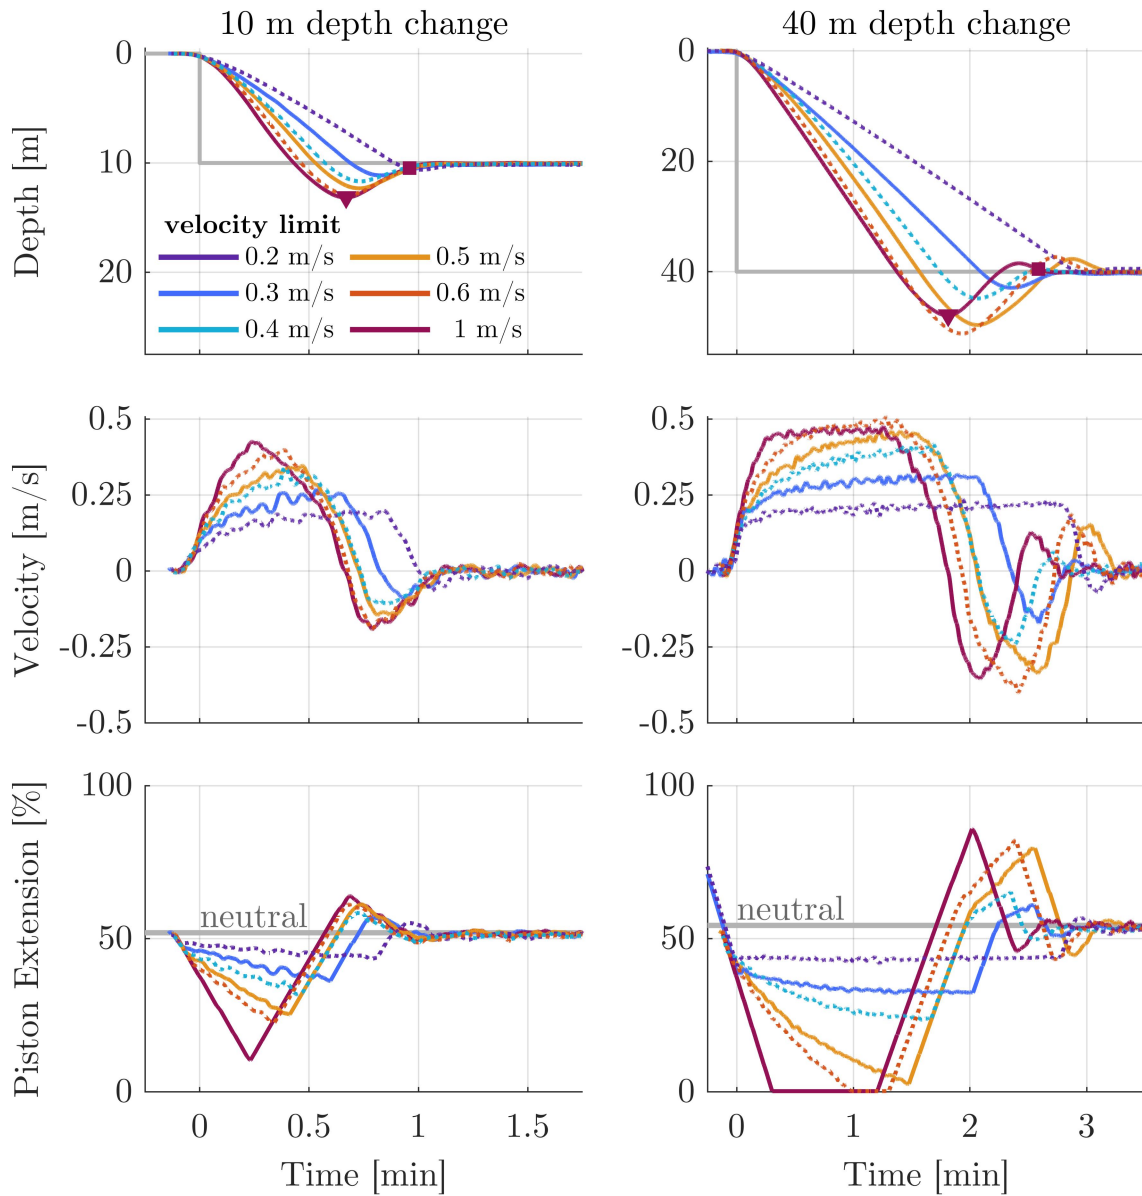 10 m depth change
40 m depth change
Depth [m]
0
10
20
velocity limit
0.2 m/s
0.5 m/s
0.3 m/s
0.6 m/s
0.4 m/s
1 m/s
0
20
40
Velocity [m/s]
0.5
0.25
0
-0.25
-0.5
0.5
0.25
0
-0.25
-0.5
Piston Extension [%]
100
50
0
neutral
100
50
0
neutral
0
0.5
1
1.5
0
1
2
3
Time [min]
Time [min]